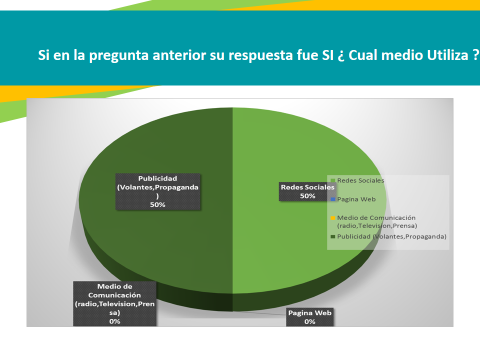 Si en la pregunta anterior su respuesta fue SI ¿ Cual medio Utiliza ?
Publicidad
(Volantes,Propaganda
)
50%
Redes Sociales
50%
Redes Sociales
Pagina Web
Medio de Comunicación
(radio,Television,Prensa)
Publicidad (Volantes,Propaganda)
Medio de
Comunicación
(radio,Television,Pren
sa)
0%
Pagina Web
0%